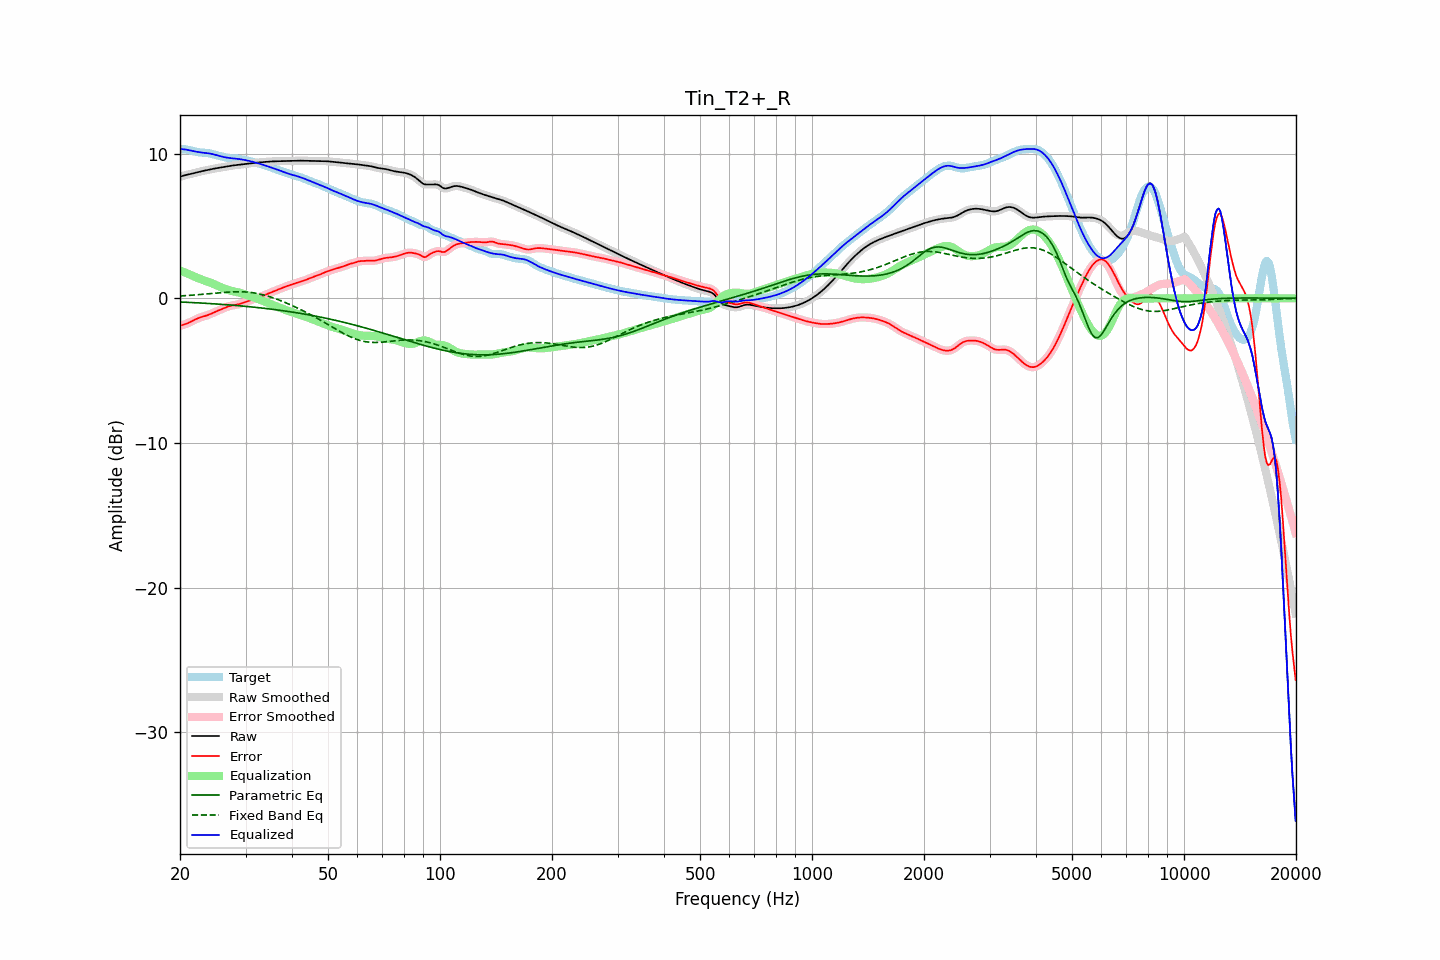 Tin_T2+_R
Amplitude (dBr)
10
0
−10
−20
−30
Target
Raw Smoothed
Error Smoothed
Raw
Error
Equalization
Parametric Eq
Fixed Band Eq
Equalized
20 50 100 200 500 1000 2000 5000 10000 20000
Frequency (Hz)